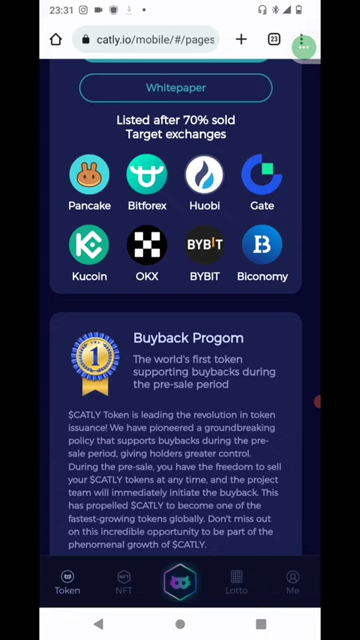 23:31
catly.io/mobile/#/pages
23
Whitepaper
Listed after 70% sold
Target exchanges
Pancake Bitforex Huobi Gate
BYBIT
Kucoin OKX BYBIT Biconomy
1
Buyback Progom
The world's first token
supporting buybacks during
the pre-sale period
$CATLY Token is leading the revolution in token
issuance! We have pioneered a groundbreaking
policy that supports buybacks during the pre-
sale period, giving holders greater control.
During the pre-sale, you have the freedom to sell
your $CATLY tokens at any time, and the project
team will immediately initiate the buyback. This
has propelled $CATLY to become one of the
fastest-growing tokens globally. Don't miss out
on this incredible opportunity to be part of the
phenomenal growth of $CATLY.
NFT
Token NFT Lotto Me